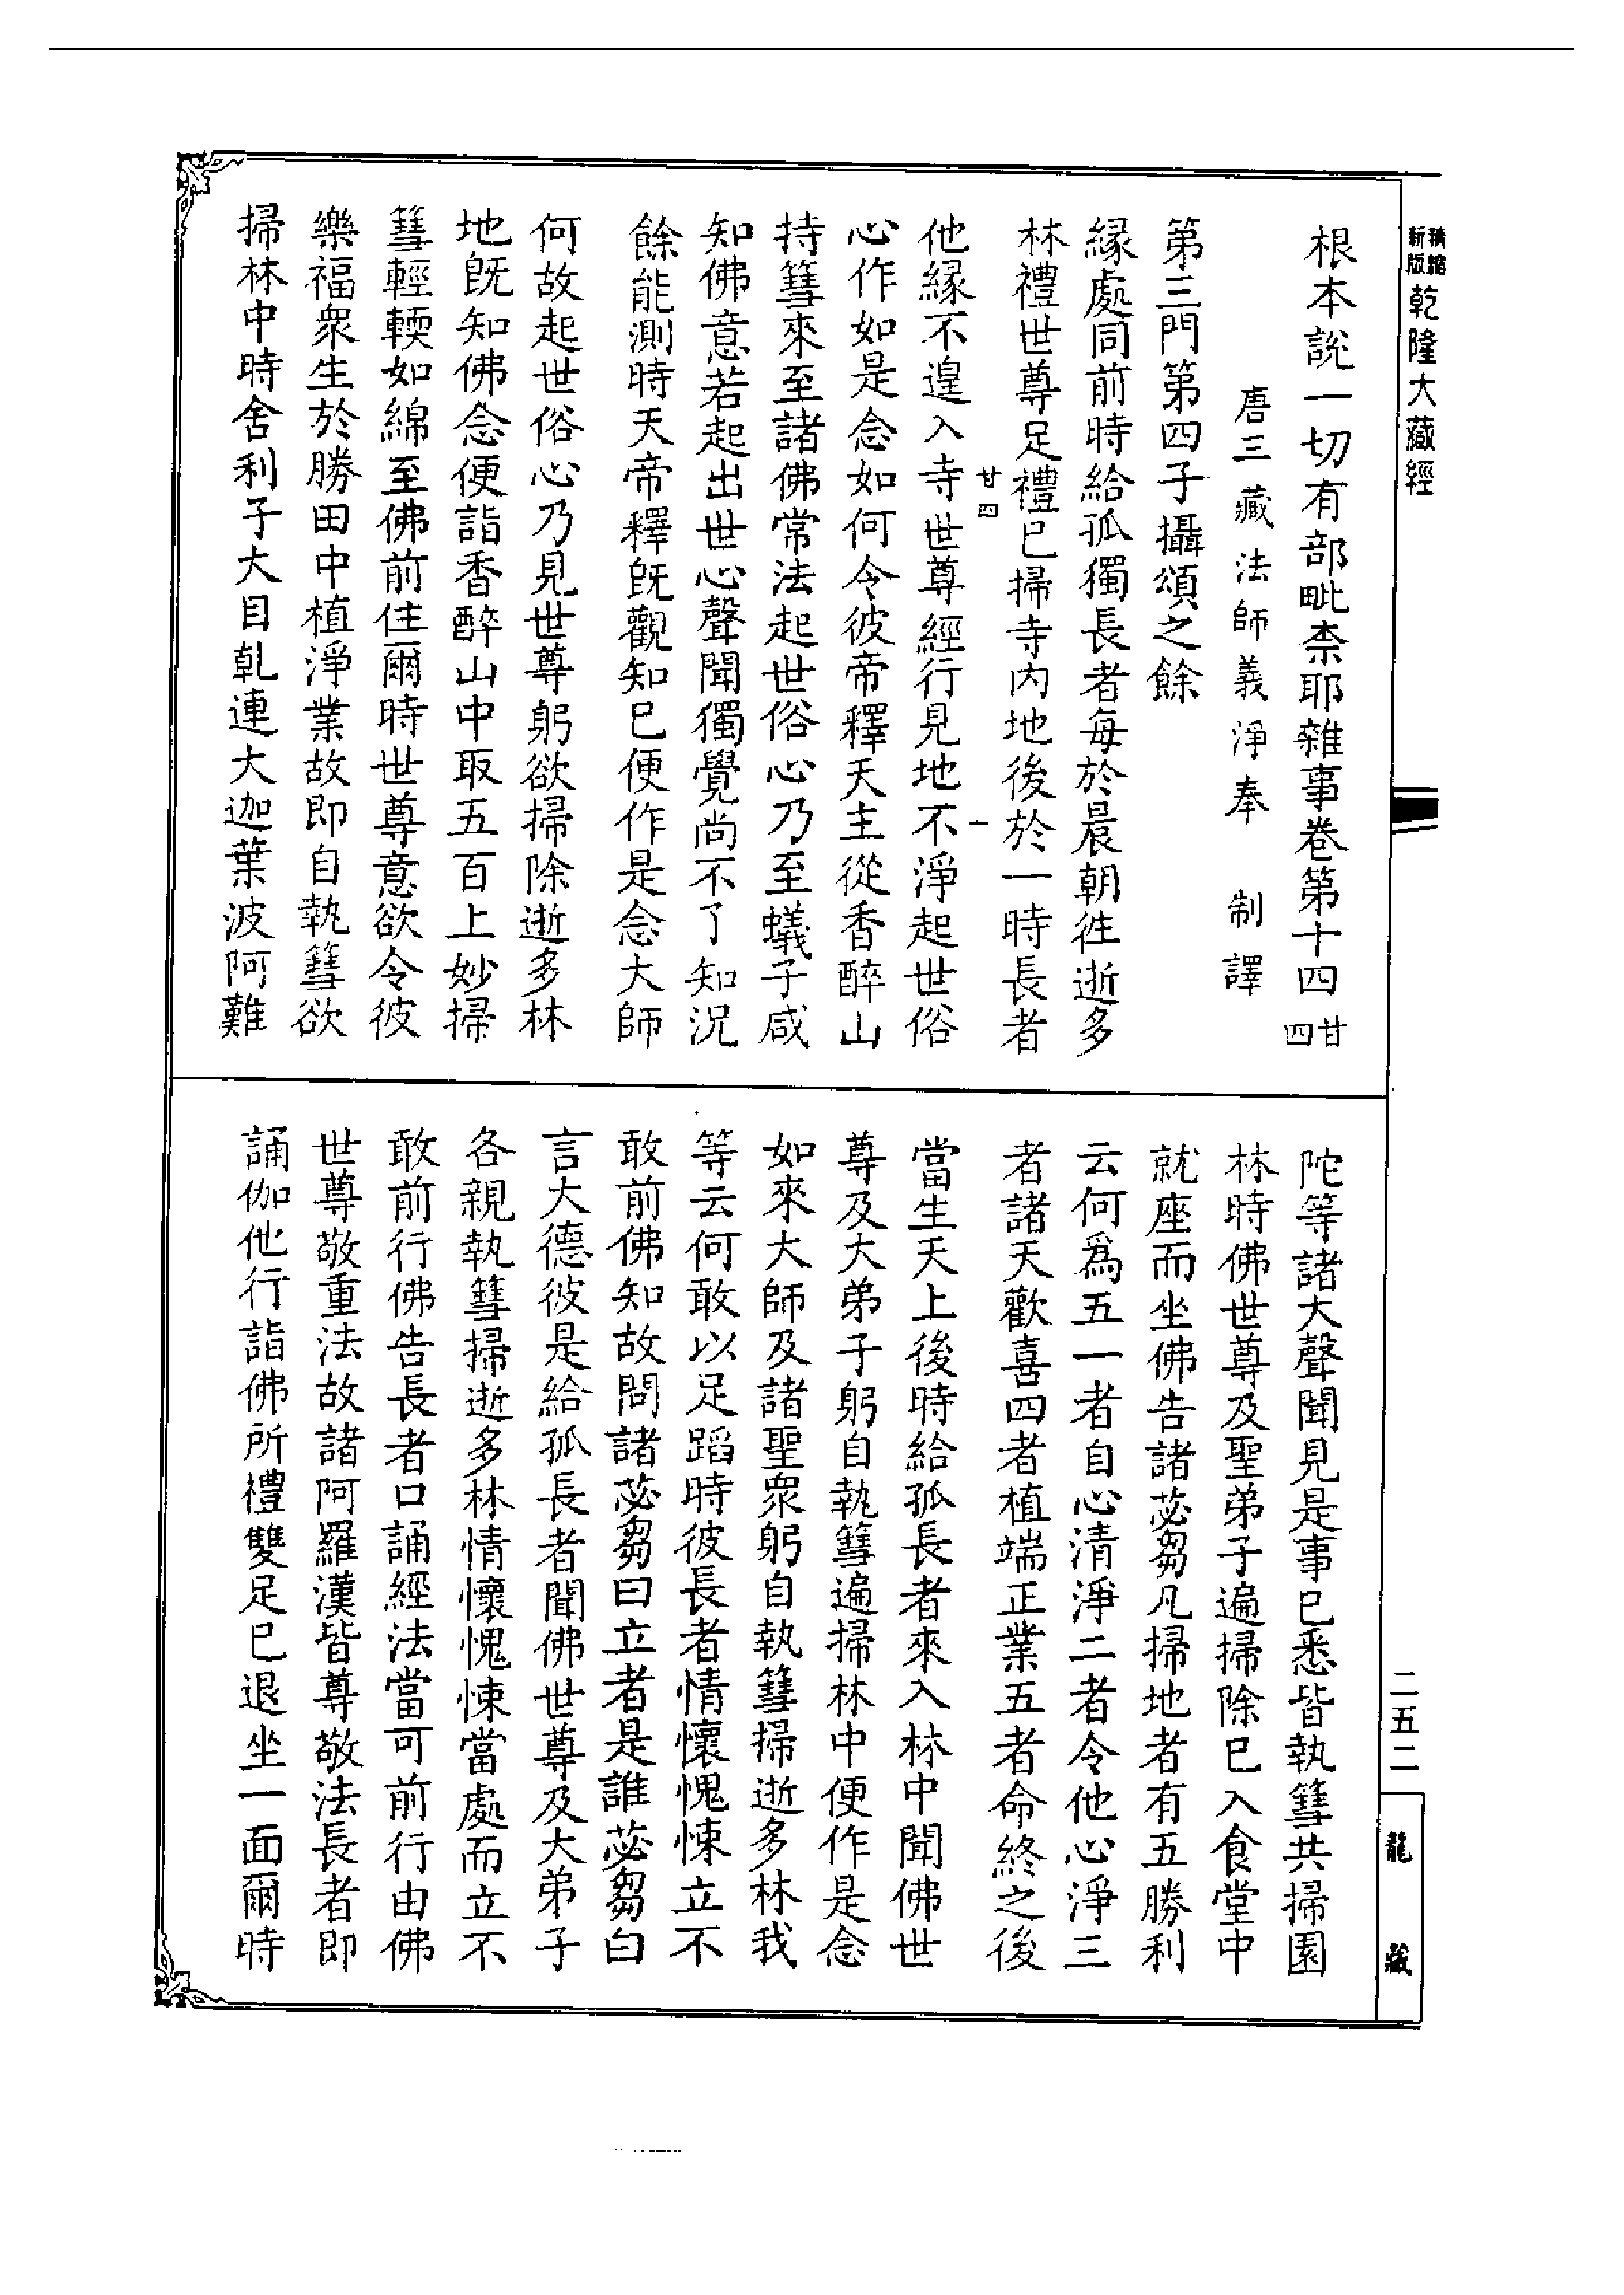 精縮新版乾隆大藏經
根本說一切有部毗柰耶雜事卷第十四 甘四
唐三藏法師義淨奉 制譯
第三門第四子攝頌之餘
緣處同前時給孤獨長者每於晨朝徃逝多
林禮世尊足禮已掃寺內地後於一時長者
甘四 一
他緣不遑入寺世尊經行見地不淨起世俗
心作如是念如何令彼帝釋天主從香醉山
持篲來至諸佛常法起世俗心乃至蟻子咸
知佛意若起出世心聲聞獨覺尚不了知況
餘能測時天帝釋旣觀知已便作是念大師
何故起世俗心乃見世尊躬欲掃除逝多林
地旣知佛念便詣香醉山中取五百上妙掃
篲輕輭如綿至佛前住爾時世尊意欲令彼
樂福衆生於勝田中植淨業故即自執篲欲
掃林中時舍利子大目乹連大迦葉波阿難
陀等諸大聲聞見是事已悉皆執篲共掃園
林時佛世尊及聖弟子遍掃除已入食堂中
就座而坐佛告諸苾芻凡掃地者有五勝利
云何爲五一者自心清淨二者令他心淨三
者諸天歡喜四者植端正業五者命終之後
當生天上後時給孤長者來入林中聞佛世
尊及大弟子躬自執篲遍掃林中便作是念
如來大師及諸聖衆躬自執篲掃逝多林我
等云何敢以足蹈時彼長者情懷愧悚立不
敢前佛知故問諸苾芻曰立者是誰苾芻白
言大德彼是給孤長者聞佛世尊及大弟子
各親執篲掃逝多林情懷愧悚當處而立不
敢前行佛告長者口誦經法當可前行由佛
世尊敬重法故諸阿羅漢皆尊敬法長者即
誦伽他行詣佛所禮雙足已退坐一面爾時
二五二
龍藏